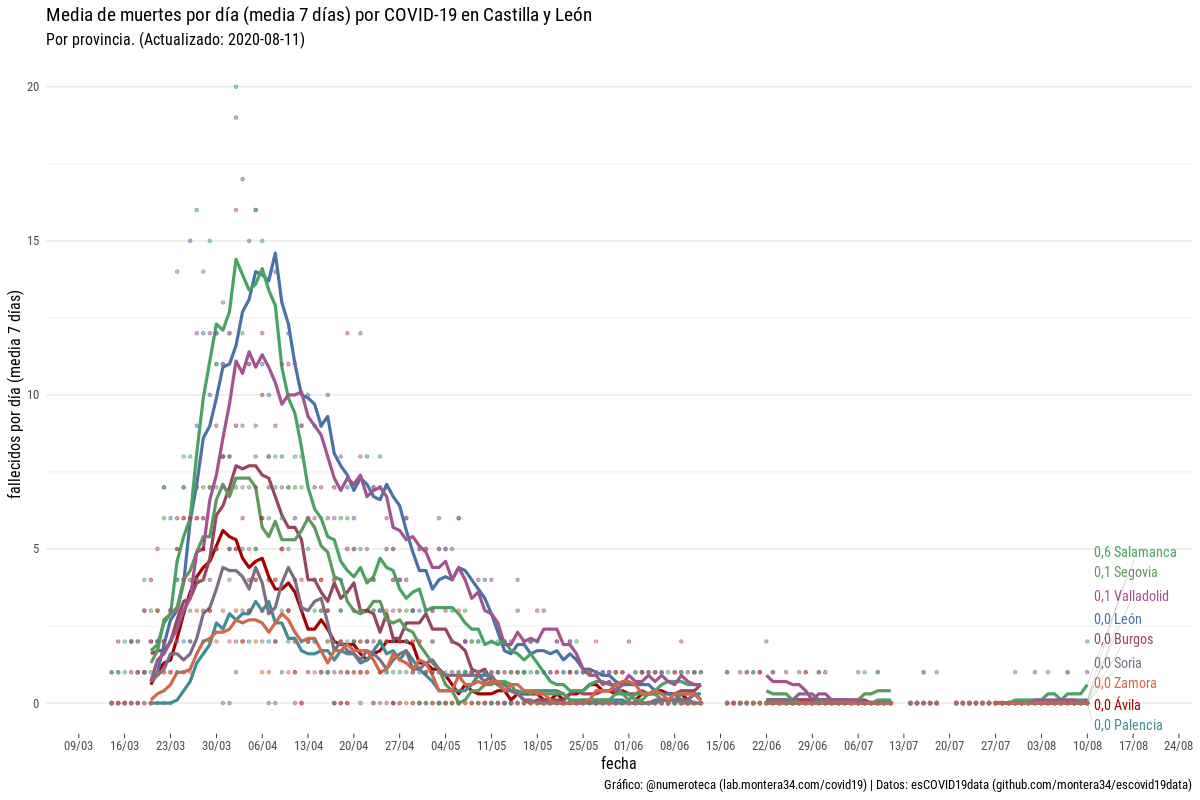 Media de muertes por día (media 7 días) por COVID-19 en Castilla y León
Por provincia. (Actualizado: 2020-08-11)
fallecidos por día (media 7 días)
20
15
10
5
0
0,6 Salamanca
0,1 Segovia
0,1 Valladolid
0,0 León
0,0 Burgos
0,0 Soria
0,0 Zamora
0,0 Ávila
0,0 Palencia
09/03 16/03 23/03 30/03 06/04 13/04 20/04 27/04 04/05 11/05 18/05 25/05 01/06 08/06 15/06 22/06 29/06 06/07 13/07 20/07 27/07 03/08 10/08 17/08 24/08
fecha
Gráfico: @numeroteca (lab.montera34.com/covid19) | Datos: esCOVID19data (github.com/montera34/escovid19data)